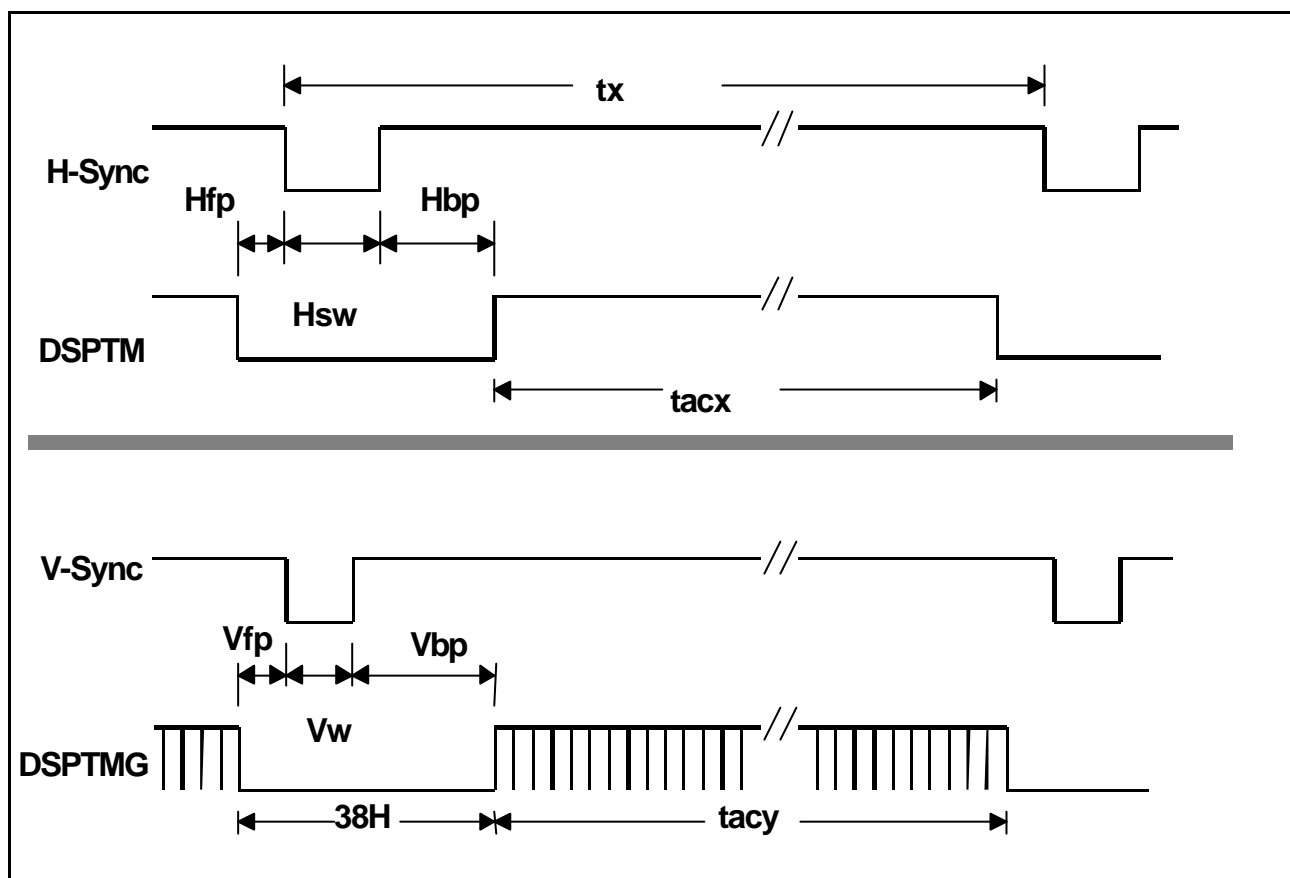 tx
H-Sync
Hfp
Hbp
Hsw
DSPTM
tacx
V-Sync
Vfp
Vbp
Vw
DSPTMG
38H
tacy